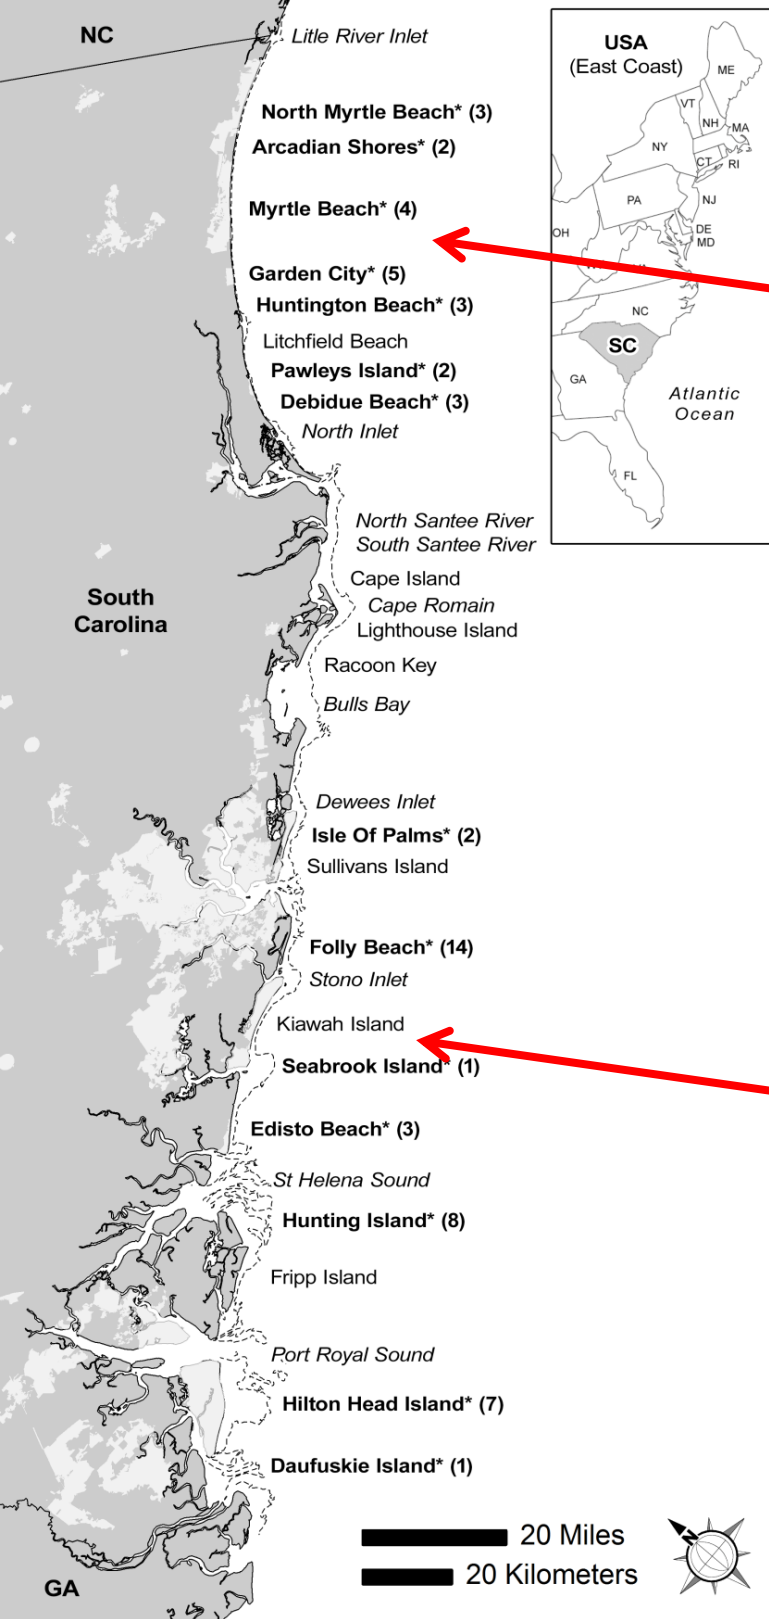 NC
Litle River Inlet
North Myrtle Beach* (3)
Arcadian Shores* (2)
Myrtle Beach* (4)
Garden City* (5)
Huntington Beach* (3)
Litchfield Beach
Pawleys Island* (2)
Debidue Beach* (3)
North Inlet
North Santee River
South Santee River
Cape Island
Cape Romain
Lighthouse Island
Racoon Key
Bulls Bay
Dewees Inlet
Isle Of Palms* (2)
Sullivans Island
Folly Beach* (14)
Stono Inlet
Kiawah Island
Seabrook Island* (1)
Edisto Beach* (3)
St Helena Sound
Hunting Island* (8)
Fripp Island
Port Royal Sound
Hilton Head Island* (7)
Daufuskie Island* (1)
South
Carolina
GA
20 Miles
20 Kilometers
N
USA
(East Coast)
ME
VT
NH
MA
NY
CT
RI
PA
NJ
OH
DE
MD
NC
SC
GA
Atlantic
Ocean
FL